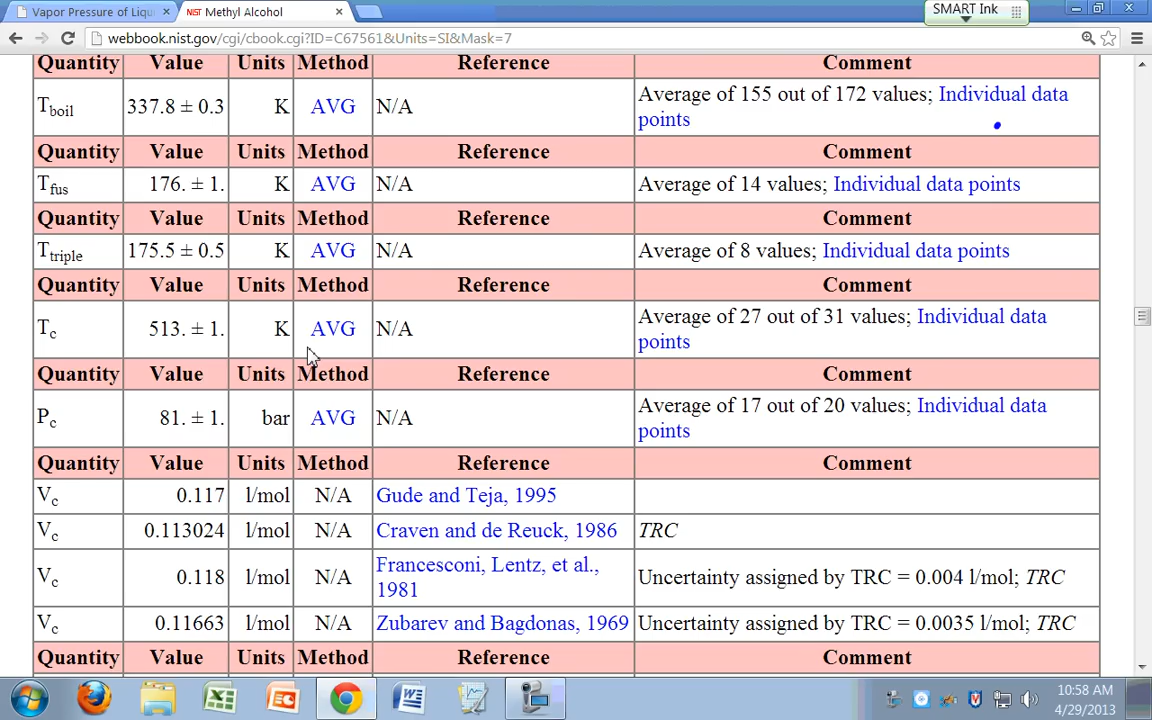 Vapor Pressure of Liqui
NIST Methyl Alcohol
SMART Ink
webbook.nist.gov/cgi/cbook.cgi?ID=C67561&Units=SI&Mask=7
Quantity Value Units Method Reference Comment
Tboil 337.8 ± 0.3 K AVG N/A Average of 155 out of 172 values; Individual data
points
Quantity Value Units Method Reference Comment
Tfus 176. ± 1. K AVG N/A Average of 14 values; Individual data points
Quantity Value Units Method Reference Comment
Ttriple 175.5 ± 0.5 K AVG N/A Average of 8 values; Individual data points
Quantity Value Units Method Reference Comment
Tc 513. ± 1. K AVG N/A Average of 27 out of 31 values; Individual data
points
Quantity Value Units Method Reference Comment
Pc 81. ± 1. bar AVG N/A Average of 17 out of 20 values; Individual data
points
Quantity Value Units Method Reference Comment
Vc 0.117 l/mol N/A Gude and Teja, 1995
Vc 0.113024 l/mol N/A Craven and de Reuck, 1986 TRC
Vc 0.118 l/mol N/A Francesconi, Lentz, et al.,
1981 Uncertainty assigned by TRC = 0.004 l/mol; TRC
Vc 0.11663 l/mol N/A Zubarev and Bagdonas, 1969 Uncertainty assigned by TRC = 0.0035 l/mol; TRC
Quantity Value Units Method Reference Comment
10:58 AM
4/29/2013